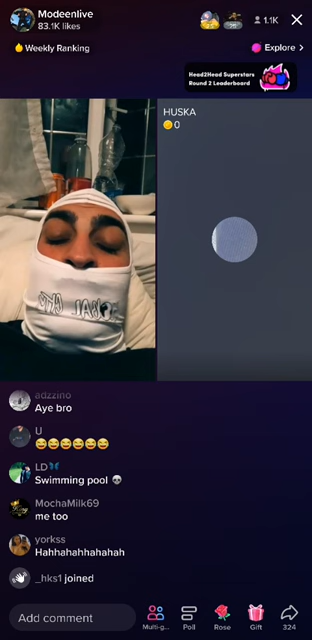 Modeenlive
83.1K likes
1.1K
Weekly Ranking
Explore
Head2Head Superstars
Round 2 Leaderboard
HUSKA
0
adzzino
Aye bro
U
😂😂😂😂😂😂
LD
Swimming pool 💀
MochaMilk69
me too
yorkss
Hahhahahhahahah
_hks1 joined
Add comment
Multi-g...
Poll
Rose
Gift
324